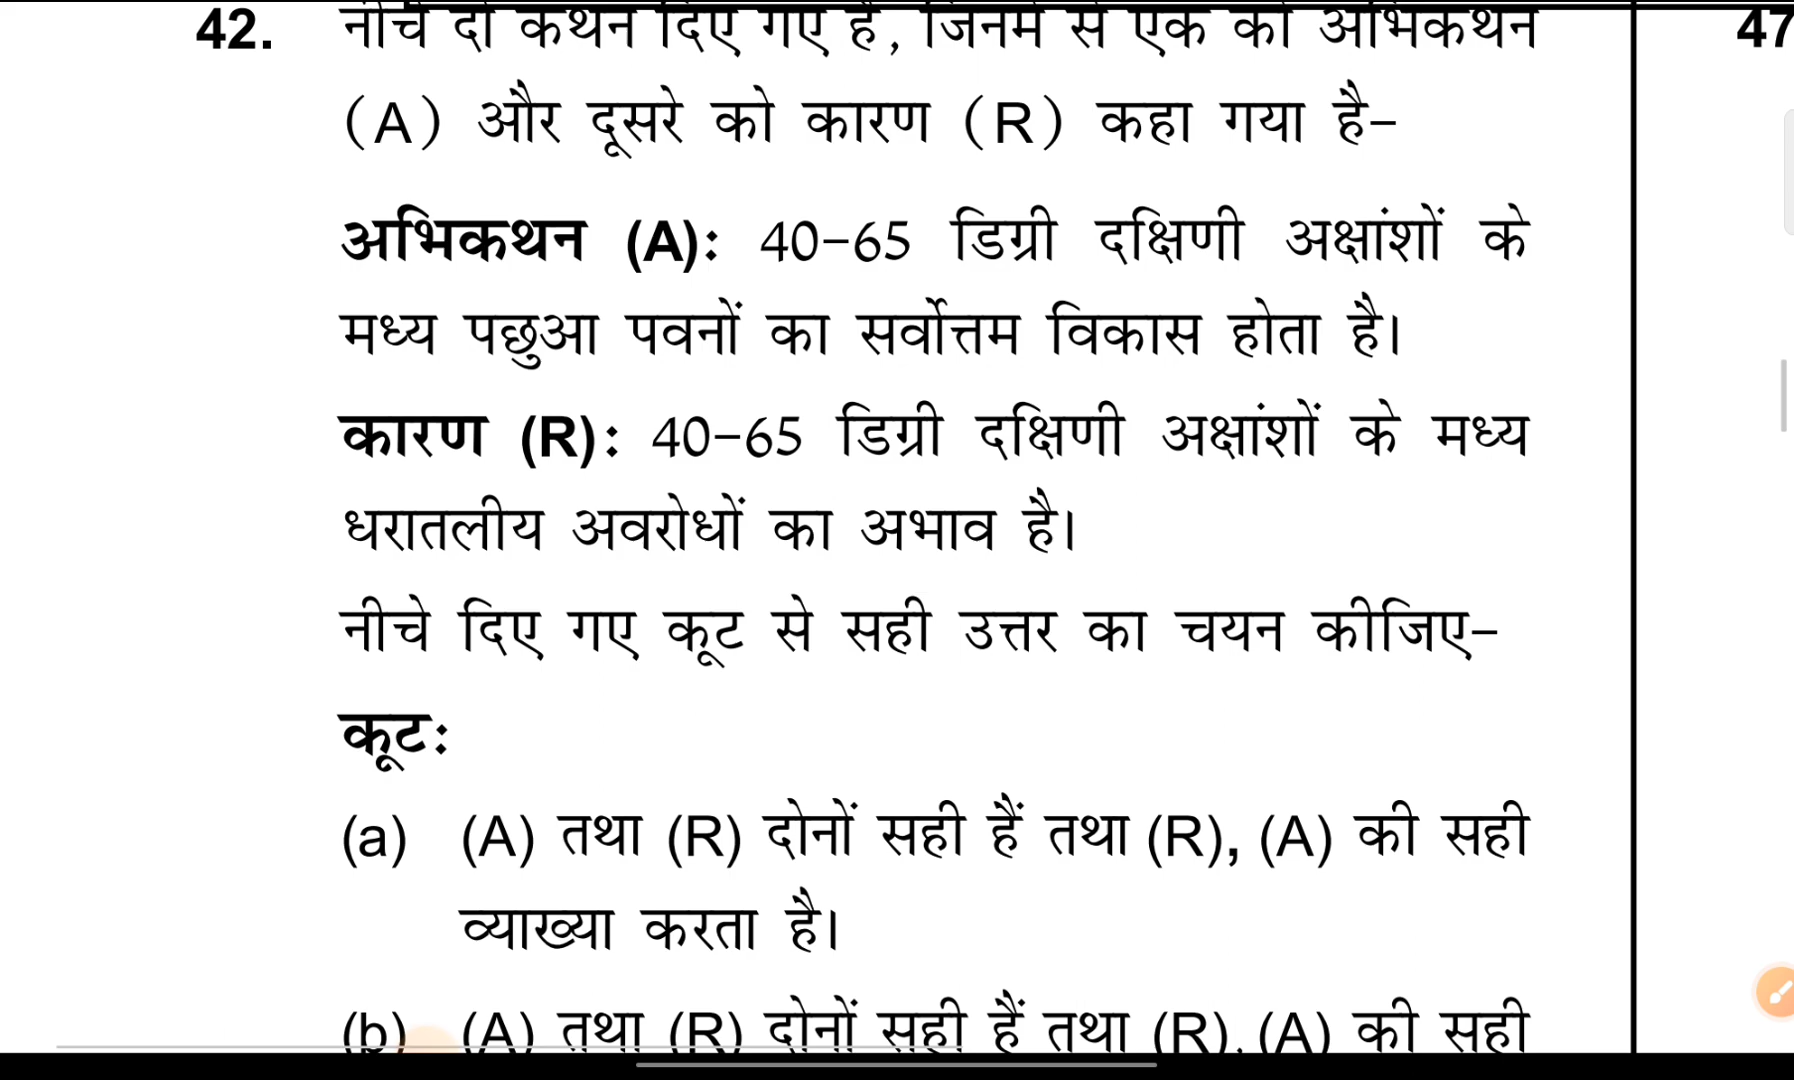 42. नीचे दो कथन दिए गए हैं, जिनमें से एक को अभिकथन
47
(A) और दूसरे को कारण (R) कहा गया है–
अभिकथन (A): 40–65 डिग्री दक्षिणी अक्षांशों के
मध्य पछुआ पवनों का सर्वोत्तम विकास होता है।
कारण (R): 40–65 डिग्री दक्षिणी अक्षांशों के मध्य
धरातलीय अवरोधों का अभाव है।
नीचे दिए गए कूट से सही उत्तर का चयन कीजिए–
कूट:
(a) (A) तथा (R) दोनों सही हैं तथा (R), (A) की सही
व्याख्या करता है।
(b) (A) तथा (R) दोनों सही हैं तथा (R), (A) की सही